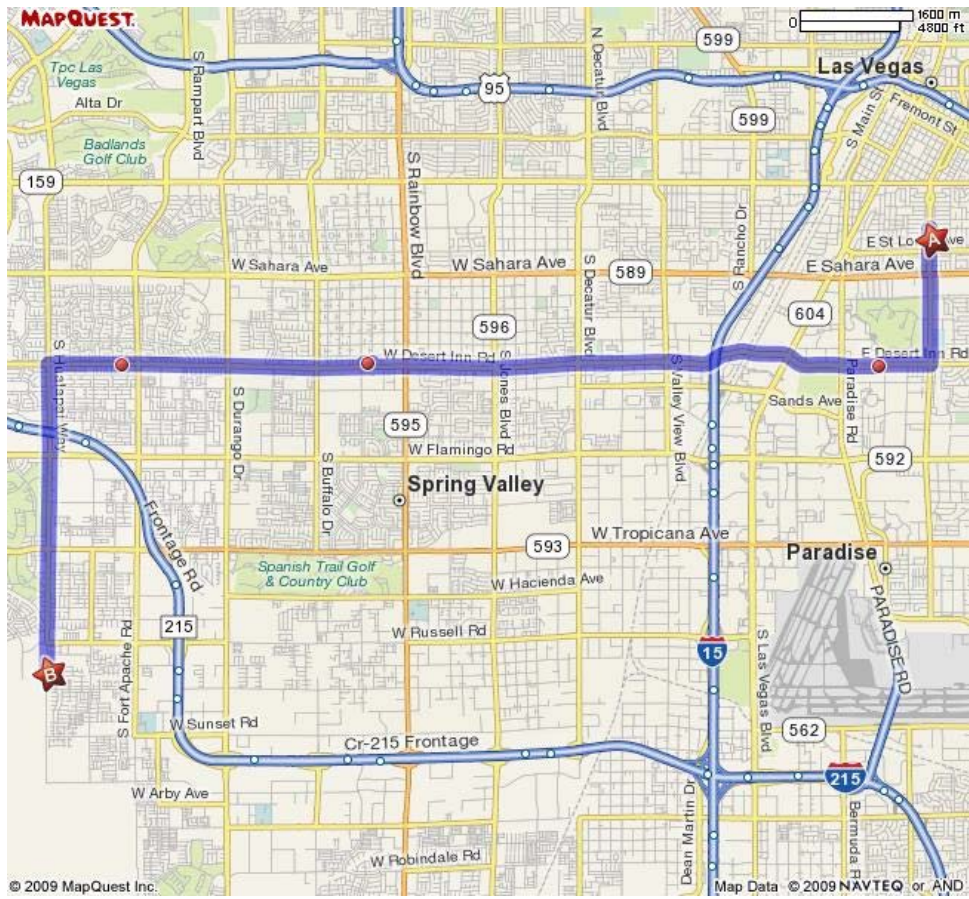 MAPQUEST.
0
1600 m
4800 ft
599
N Decatur Blvd
S Rampart Blvd
Tpc Las
Vegas
95
Las Vegas
Alta Dr
599
S Main St
Fremont St
Badlands
Golf Club
159
S Rainbow Blvd
S Rancho Dr
E St Lo
Ave
A
W Sahara Ave
W Sahara Ave
589
E Sahara Ave
S Decatur Blvd
604
596
S Hualapai Way
W Desert Inn Rd
S Jones Blvd
S Valley View Blvd
Paradise Rd
E Desert Inn Rd
S Durango Dr
Sands Ave
595
W Flamingo Rd
592
S Buffalo Dr
Spring Valley
Frontage Rd
W Tropicana Ave
593
Paradise
Spanish Trail Golf
& Country Club
W Hacienda Ave
PARADISE RD
215
W Russell Rd
15
S Las Vegas Blvd
B
S Fort Apache Rd
W Sunset Rd
Cr-215 Frontage
562
215
W Arby Ave
Dean Martin Dr
Bermuda R
W Robindale Rd
© 2009 MapQuest Inc.
Map Data © 2009 NAVTEQ or AND